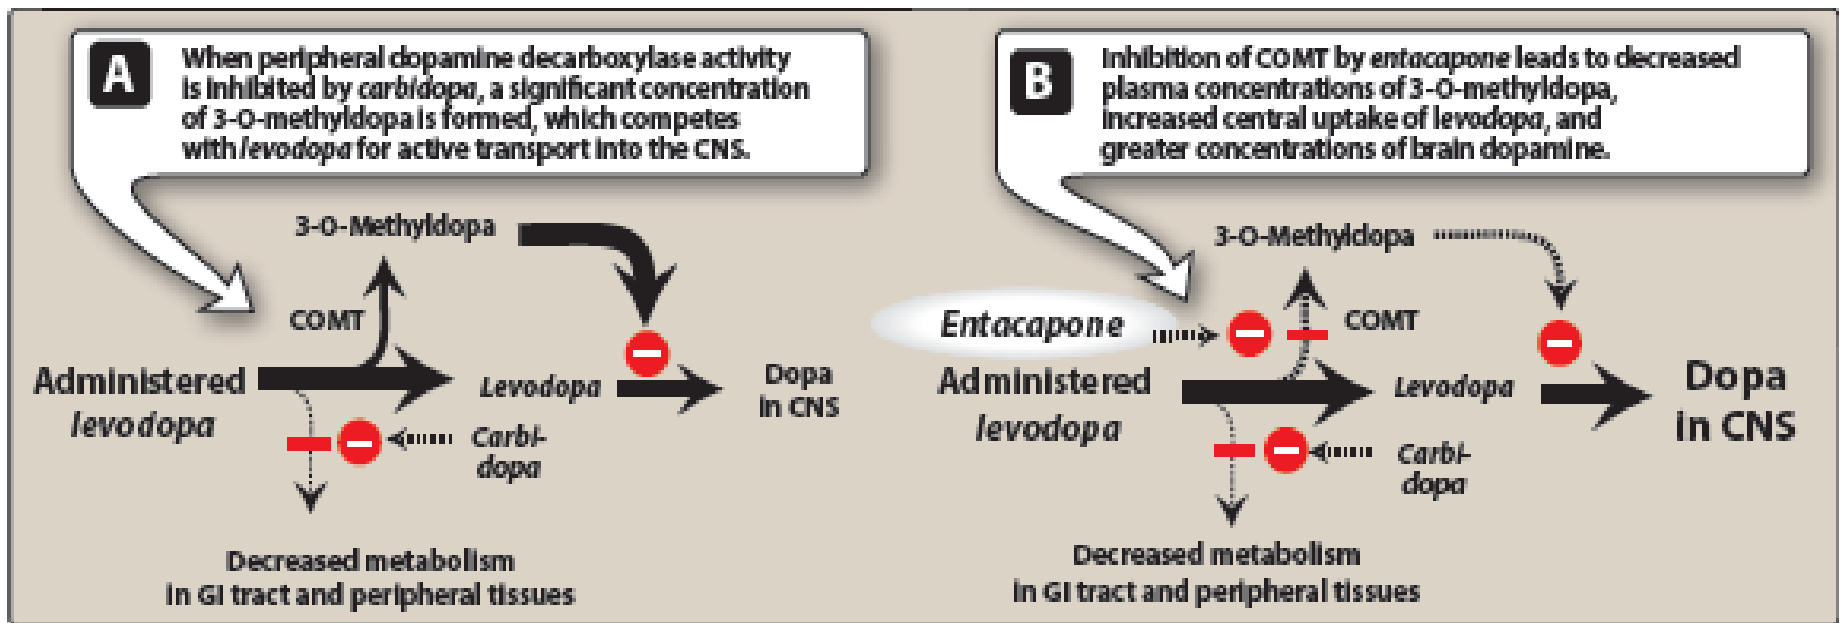 A
When peripheral dopamine decarboxylase activity
is inhibited by carbidopa, a significant concentration
of 3-O-methyldopa is formed, which competes
with levodopa for active transport into the CNS.
3-O-Methyldopa
COMT
Administered
levodopa
Levodopa
Dopa
in CNS
Carbi-
dopa
Decreased metabolism
in GI tract and peripheral tissues
B
Inhibition of COMT by entacapone leads to decreased
plasma concentrations of 3-O-methyldopa,
increased central uptake of levodopa, and
greater concentrations of brain dopamine.
3-O-Methyldopa
Entacapone
COMT
Administered
levodopa
Levodopa
Dopa
in CNS
Carbi-
dopa
Decreased metabolism
in GI tract and peripheral tissues